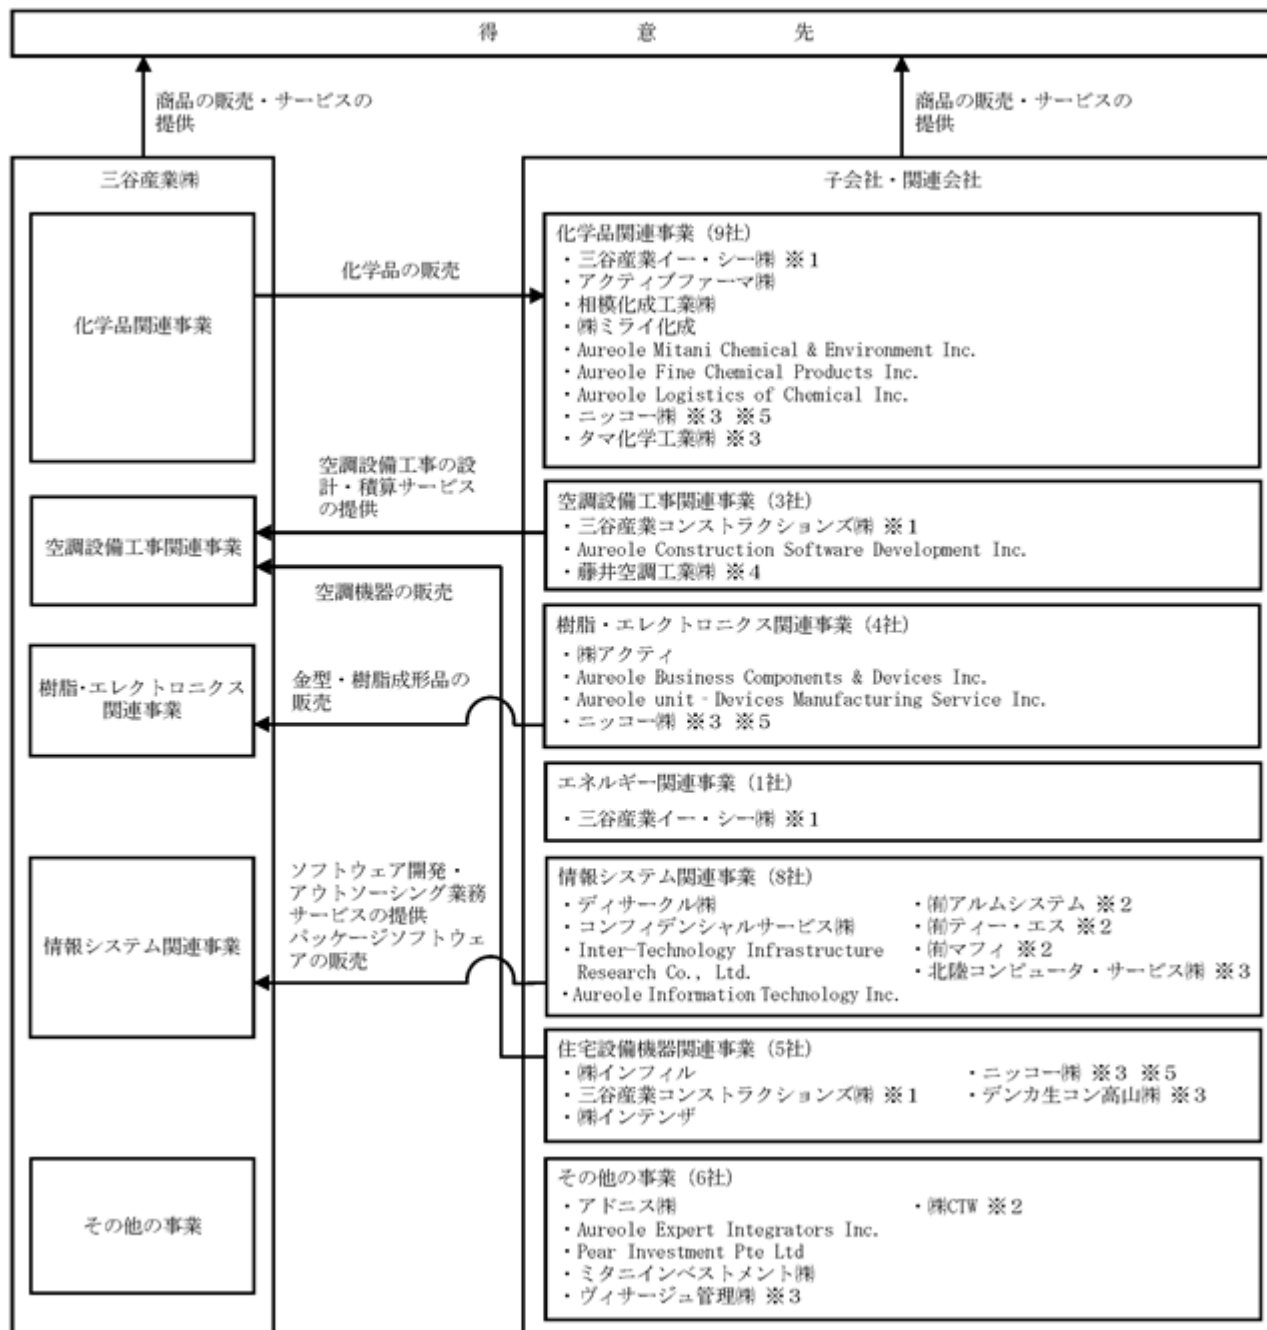 得意先
商品の販売・サービスの
提供
商品の販売・サービスの
提供
三谷産業㈱
子会社・関連会社
化学品関連事業
化学品の販売
化学品関連事業 (9社)
・三谷産業イー・シー㈱ ※1
・アクティブファーマ㈱
・相模化成工業㈱
・㈱ミライ化成
・Aureole Mitani Chemical & Environment Inc.
・Aureole Fine Chemical Products Inc.
・Aureole Logistics of Chemical Inc.
・ニッコー㈱ ※3 ※5
・タマ化学工業㈱ ※3
空調設備工事の設
計・積算サービス
の提供
空調設備工事関連事業
空調機器の販売
空調設備工事関連事業 (3社)
・三谷産業コンストラクションズ㈱ ※1
・Aureole Construction Software Development Inc.
・藤井空調工業㈱ ※4
樹脂・エレクトロニクス
関連事業
金型・樹脂成形品の
販売
樹脂・エレクトロニクス関連事業 (4社)
・㈱アクティ
・Aureole Business Components & Devices Inc.
・Aureole unit‐Devices Manufacturing Service Inc.
・ニッコー㈱ ※3 ※5
エネルギー関連事業 (1社)
・三谷産業イー・シー㈱ ※1
情報システム関連事業
ソフトウェア開発・
アウトソーシング業務
サービスの提供
パッケージソフトウェ
アの販売
情報システム関連事業 (8社)
・ディサークル㈱
・コンフィデンシャルサービス㈱
・Inter-Technology Infrastructure
Research Co., Ltd.
・Aureole Information Technology Inc.
・㈲アルムシステム ※2
・㈲ティー・エス ※2
・㈲マフィ ※2
・北陸コンピュータ・サービス㈱ ※3
住宅設備機器関連事業 (5社)
・㈱インフィル
・三谷産業コンストラクションズ㈱ ※1
・㈱インテンザ
・ニッコー㈱ ※3 ※5
・デンカ生コン高山㈱ ※3
その他の事業
その他の事業 (6社)
・アドニス㈱
・Aureole Expert Integrators Inc.
・Pear Investment Pte Ltd
・ミタニインベストメント㈱
・ヴィサージュ管理㈱ ※3
・㈱CTW ※2